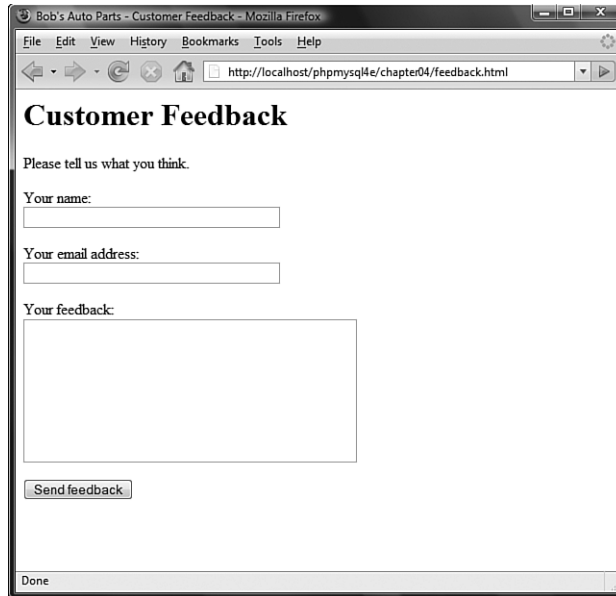 Bob's Auto Parts - Customer Feedback - Mozilla Firefox
File Edit View History Bookmarks Tools Help
http://localhost/phpmysql4e/chapter04/feedback.html
Customer Feedback
Please tell us what you think.
Your name:
Your email address:
Your feedback:
Send feedback
Done